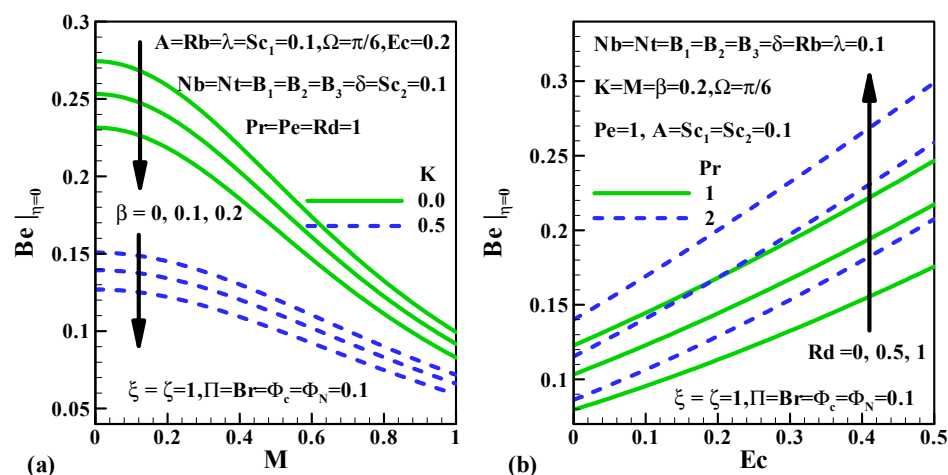 0.3
0.25
0.2
0.15
0.1
0.05
Be |η=0
A=Rb=λ=Sc₁=0.1,Ω=π/6,Ec=0.2
Nb=Nt=B₁=B₂=B₃=δ=Sc₂=0.1
Pr=Pe=Rd=1
K
0.0
0.5
β = 0, 0.1, 0.2
ξ = ζ=1,Π=Br=Φc=ΦN=0.1
0 0.2 0.4 0.6 0.8 1
(a) M
0.3
0.25
0.2
0.15
0.1
Be |η=0
Nb=Nt=B₁=B₂=B₃=δ=Rb=λ=0.1
K=M=β=0.2,Ω=π/6
Pe=1, A=Sc₁=Sc₂=0.1
Pr
1
2
Rd =0, 0.5, 1
ξ = ζ=1,Π=Br=Φc=ΦN=0.1
0 0.1 0.2 0.3 0.4 0.5
(b) Ec